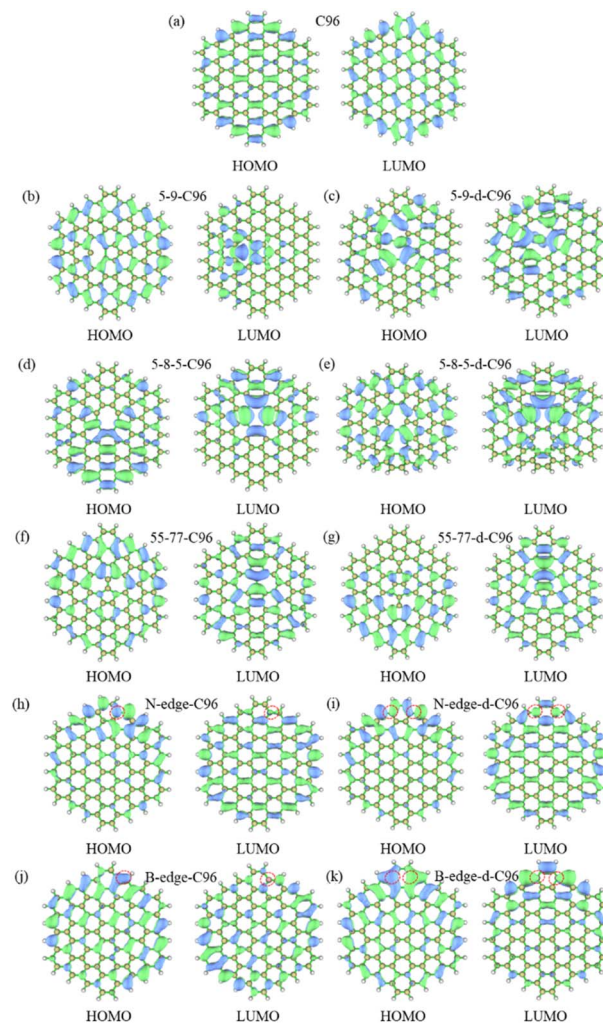 (a) C96
HOMO LUMO
(b) 5-9-C96 (c) 5-9-d-C96
HOMO LUMO HOMO LUMO
(d) 5-8-5-C96 (e) 5-8-5-d-C96
HOMO LUMO HOMO LUMO
(f) 55-77-C96 (g) 55-77-d-C96
HOMO LUMO HOMO LUMO
(h) N-edge-C96 (i) N-edge-d-C96
HOMO LUMO HOMO LUMO
(j) B-edge-C96 (k) B-edge-d-C96
HOMO LUMO HOMO LUMO